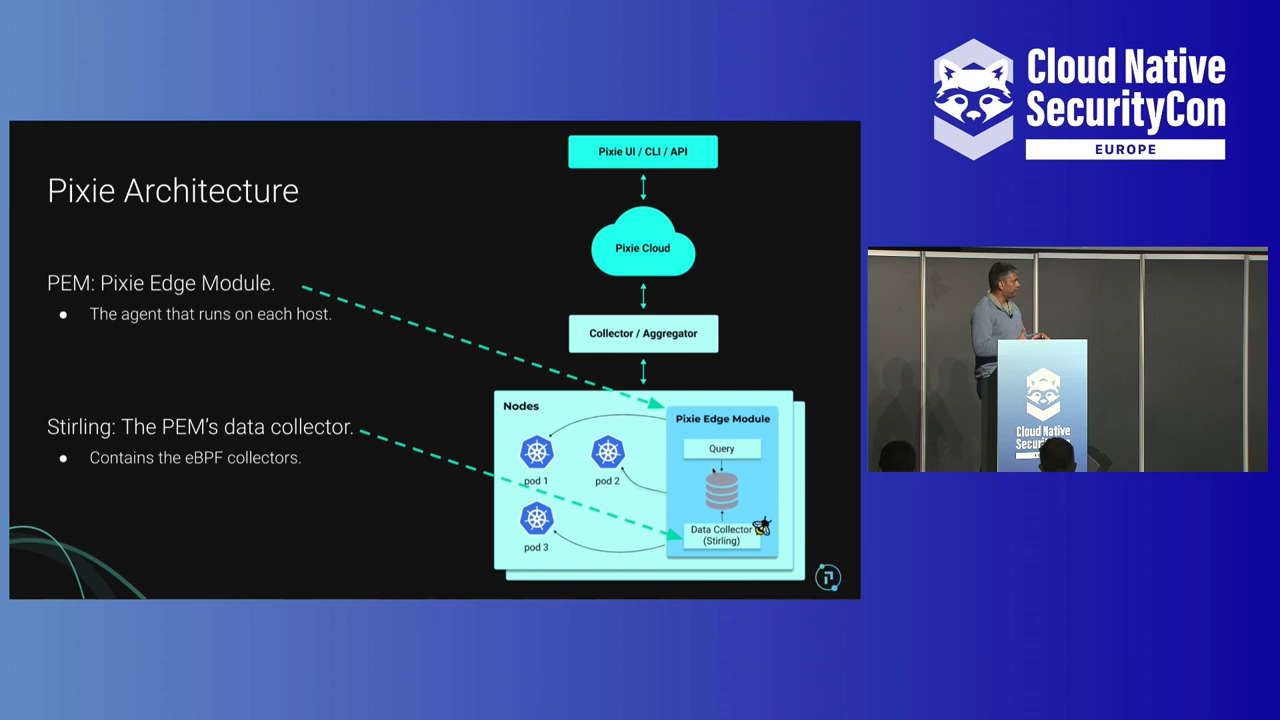 Cloud Native
SecurityCon
EUROPE
Pixie Architecture
PEM: Pixie Edge Module.
● The agent that runs on each host.
Stirling: The PEM’s data collector.
● Contains the eBPF collectors.
Pixie UI / CLI / API
Pixie Cloud
Collector / Aggregator
Nodes
pod 1
pod 2
pod 3
Pixie Edge Module
Query
Data Collector
(Stirling)
Cloud Native